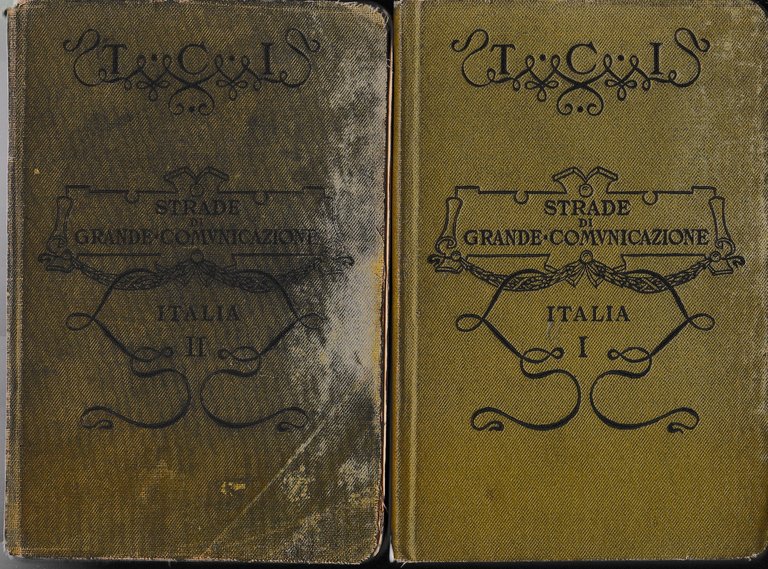 T·C·I
STRADE
DI
GRANDE·COMVNICAZIONE
ITALIA
II
T·C·I
STRADE
DI
GRANDE·COMVNICAZIONE
ITALIA
I